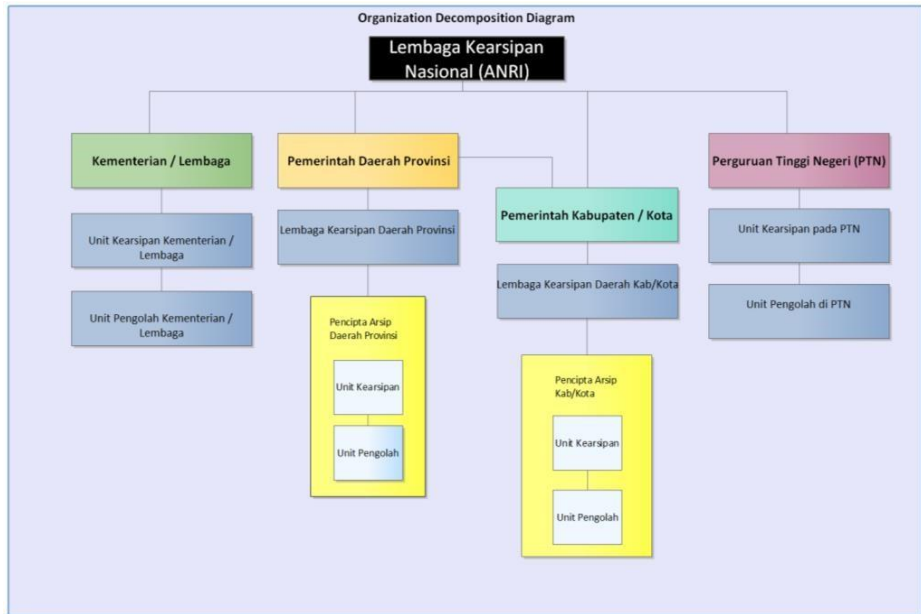 Organization Decomposition Diagram
Lembaga Kearsipan
Nasional (ANRI)
Kementerian / Lembaga
Pemerintah Daerah Provinsi
Perguruan Tinggi Negeri (PTN)
Pemerintah Kabupaten / Kota
Unit Kearsipan Kementerian /
Lembaga
Lembaga Kearsipan Daerah Provinsi
Unit Kearsipan pada PTN
Lembaga Kearsipan Daerah Kab/Kota
Unit Pengolah Kementerian /
Lembaga
Unit Pengolah di PTN
Pencipta Arsip
Daerah Provinsi
Unit Kearsipan
Unit Pengolah
Pencipta Arsip
Kab/Kota
Unit Kearsipan
Unit Pengolah